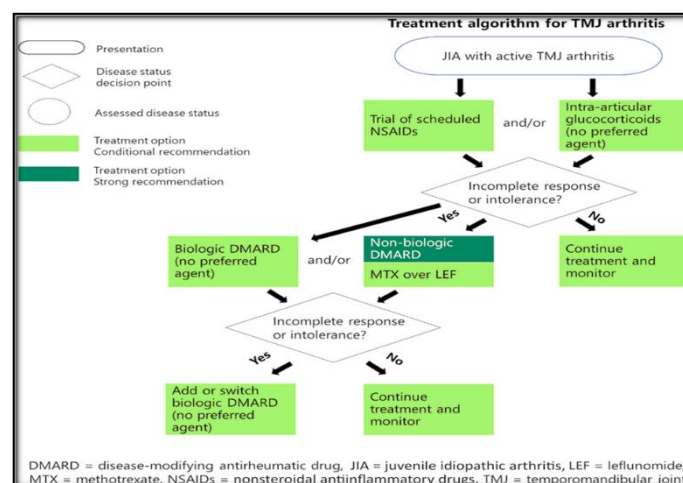 Treatment algorithm for TMJ arthritis
Presentation
Disease status
decision point
Assessed disease status
Treatment option
Conditional recommendation
Treatment option
Strong recommendation
JIA with active TMJ arthritis
Trial of scheduled
NSAIDs
and/or
Intra-articular
glucocorticoids
(no preferred
agent)
Incomplete response
or intolerance?
Yes
No
Biologic DMARD
(no preferred
agent)
and/or
Non-biologic
DMARD
MTX over LEF
Continue
treatment and
monitor
Incomplete response
or intolerance?
Yes
No
Add or switch
biologic DMARD
(no preferred
agent)
Continue
treatment and
monitor
DMARD = disease-modifying antirheumatic drug, JIA = juvenile idiopathic arthritis, LEF = leflunomide,
MTX = methotrexate, NSAIDs = nonsteroidal antiinflammatory drugs, TMJ = temporomandibular joint